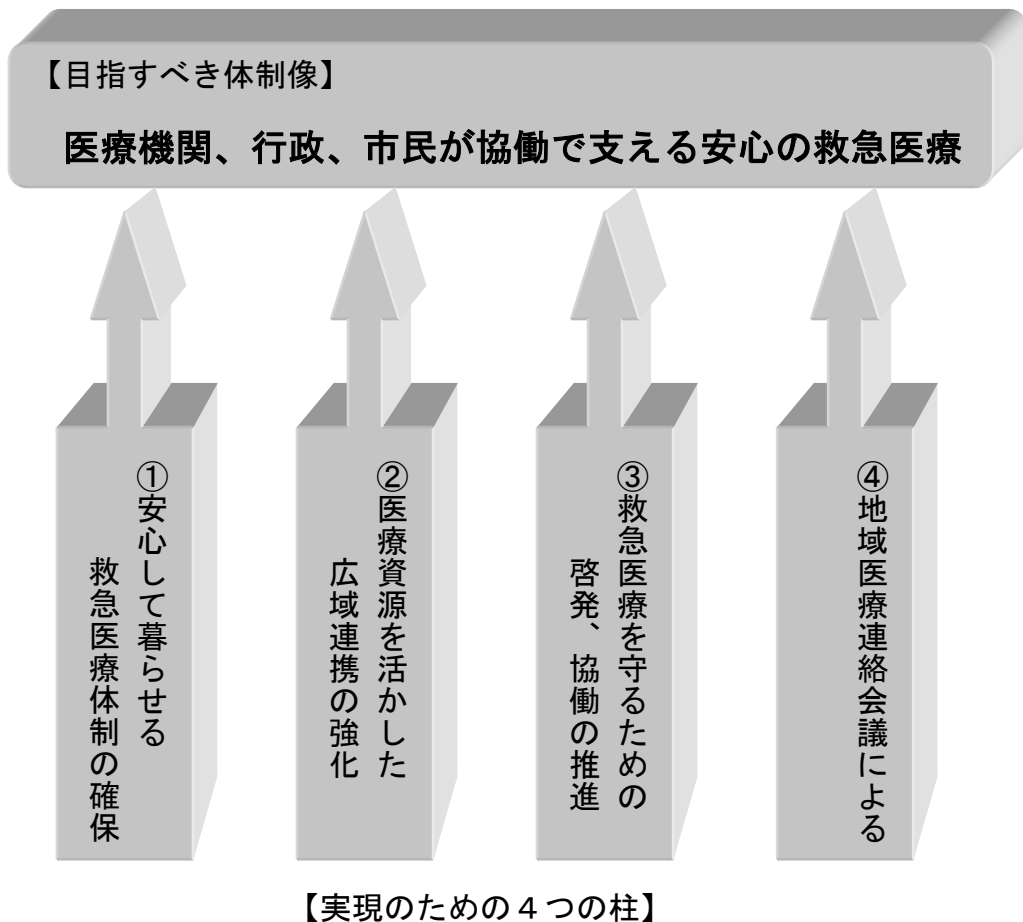 【目指すべき体制像】
医療機関、行政、市民が協働で支える安心の救急医療
①安心して暮らせる
救急医療体制の確保
②医療資源を活かした
広域連携の強化
③救急医療を守るための
啓発、協働の推進
④地域医療連絡会議による
【実現のための４つの柱】